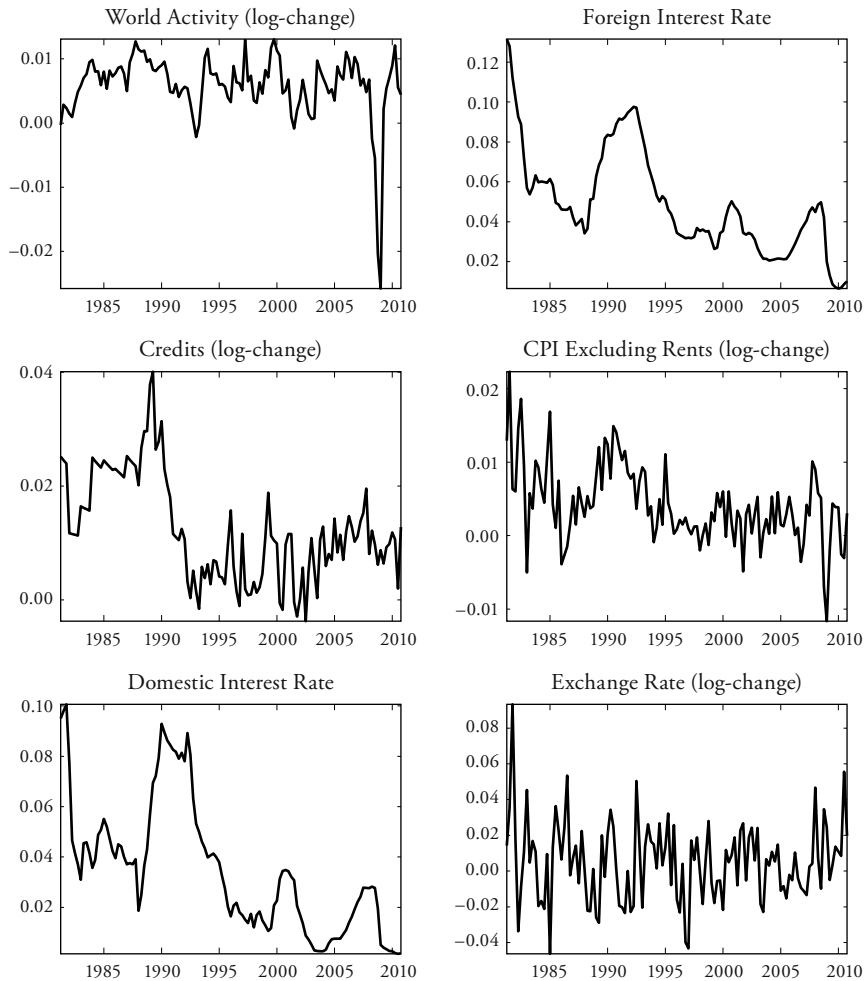 World Activity (log-change)
0.01
0.00
−0.01
−0.02
1985 1990 1995 2000 2005 2010
Foreign Interest Rate
0.12
0.10
0.08
0.06
0.04
0.02
1985 1990 1995 2000 2005 2010
Credits (log-change)
0.04
0.02
0.00
1985 1990 1995 2000 2005 2010
CPI Excluding Rents (log-change)
0.02
0.01
0.00
−0.01
1985 1990 1995 2000 2005 2010
Domestic Interest Rate
0.10
0.08
0.06
0.04
0.02
1985 1990 1995 2000 2005 2010
Exchange Rate (log-change)
0.08
0.06
0.04
0.02
0.00
−0.02
−0.04
1985 1990 1995 2000 2005 2010